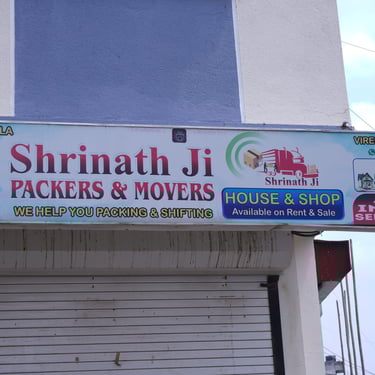 LA
VIRE
Shrinath Ji
PACKERS & MOVERS
WE HELP YOU PACKING & SHIFTING
Shrinath Ji
HOUSE & SHOP
Available on Rent & Sale